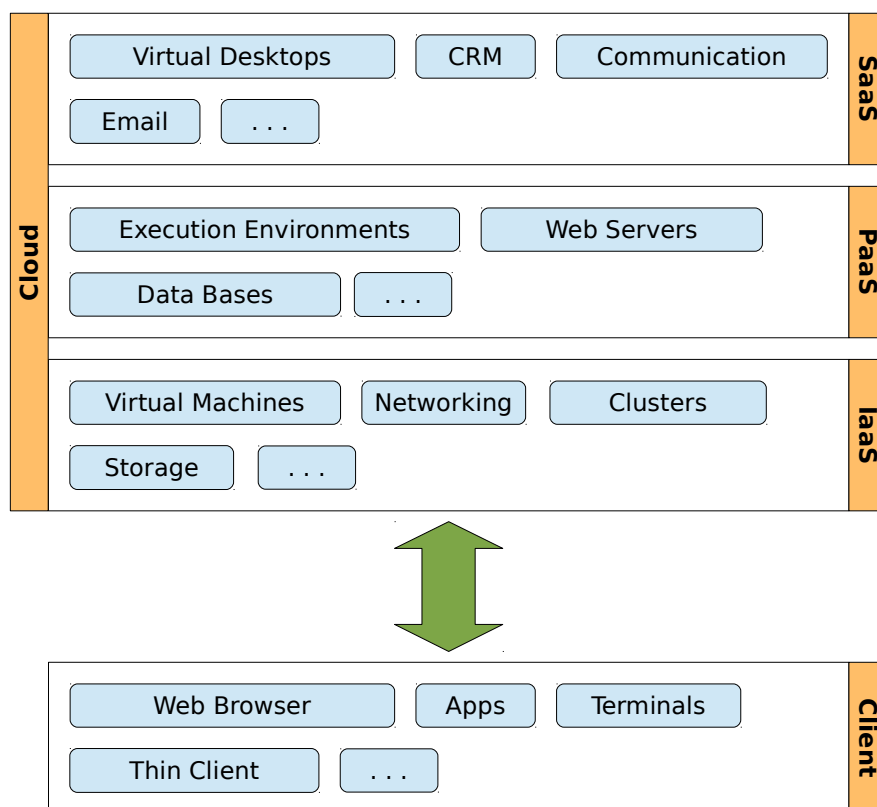 Cloud
Virtual Desktops CRM Communication
Email . . .
SaaS
Execution Environments Web Servers
Data Bases . . .
PaaS
Virtual Machines Networking Clusters
Storage . . .
IaaS
Web Browser Apps Terminals
Thin Client . . .
Client